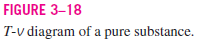 FIGURE 3–18
T-v diagram of a pure substance.